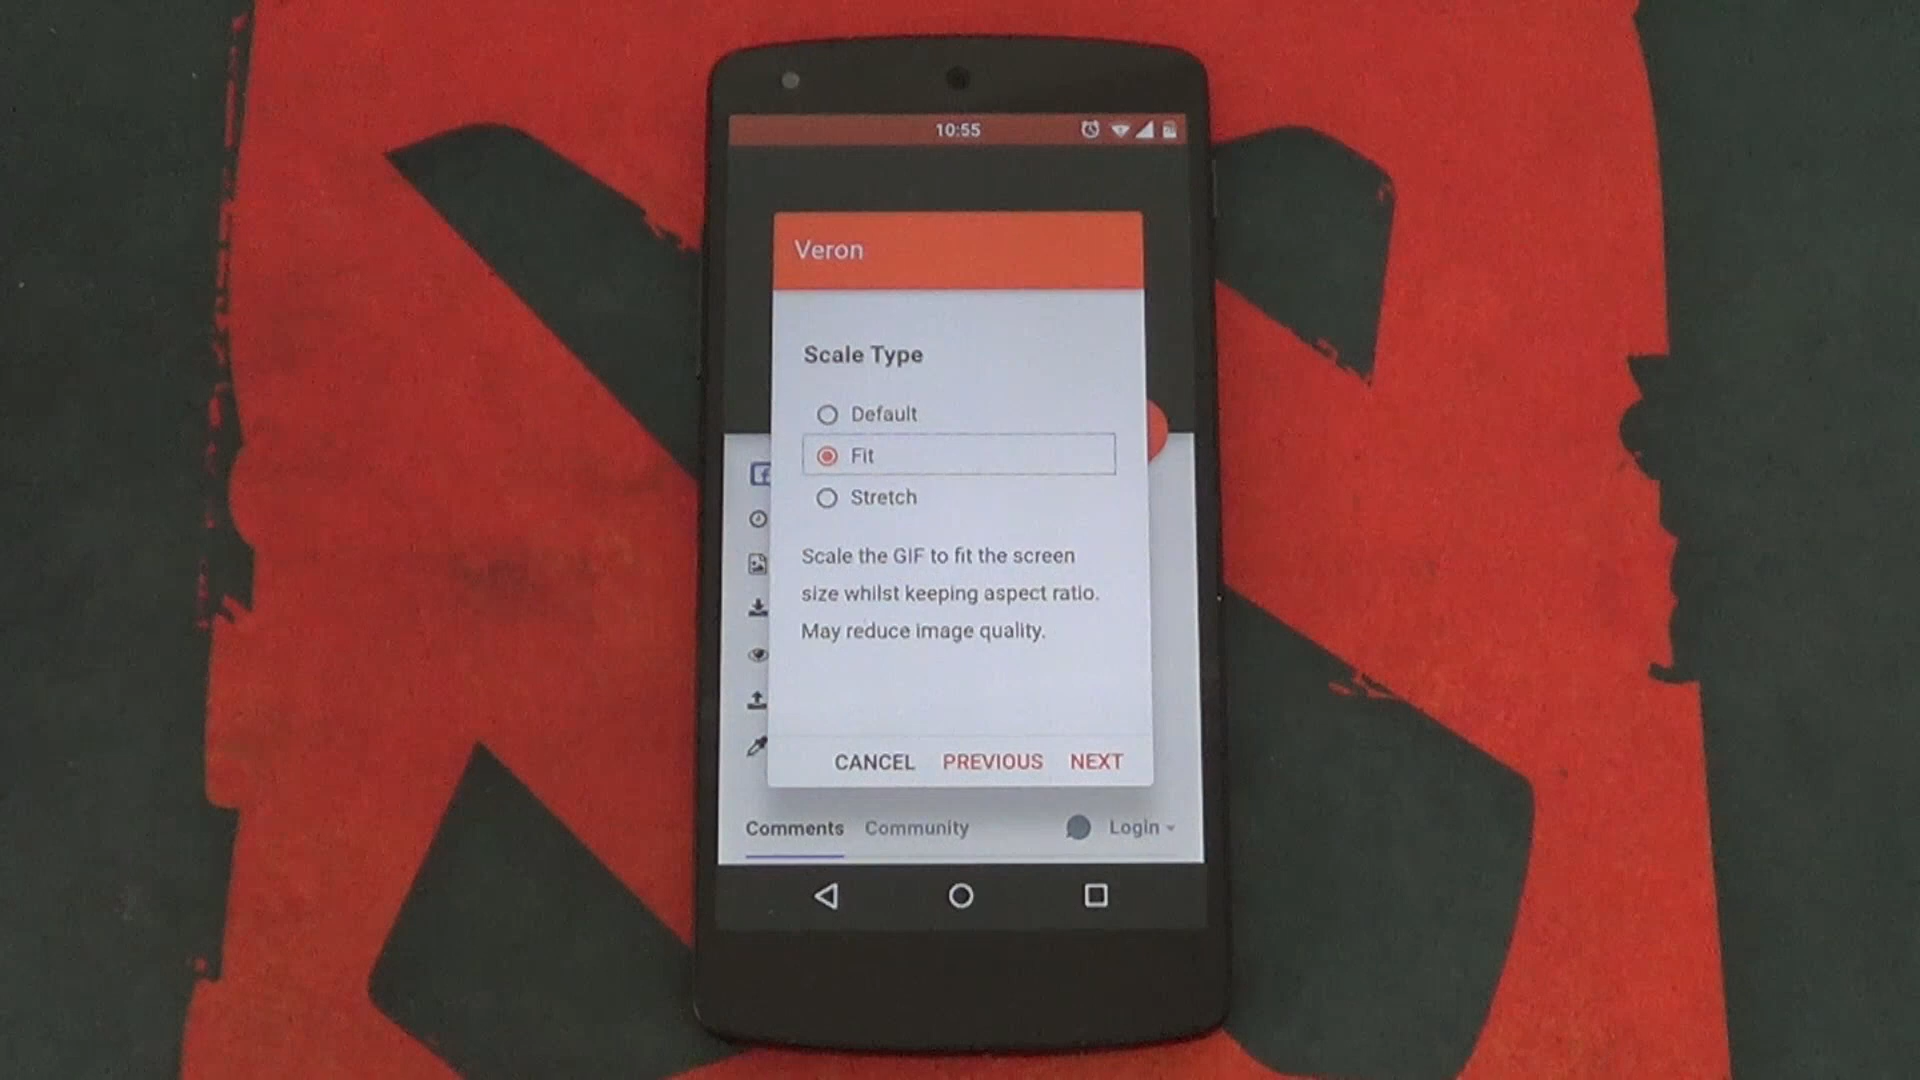 10:55
Veron
Scale Type
Default
Fit
Stretch
Scale the GIF to fit the screen
size whilst keeping aspect ratio.
May reduce image quality.
CANCEL PREVIOUS NEXT
Comments Community Login